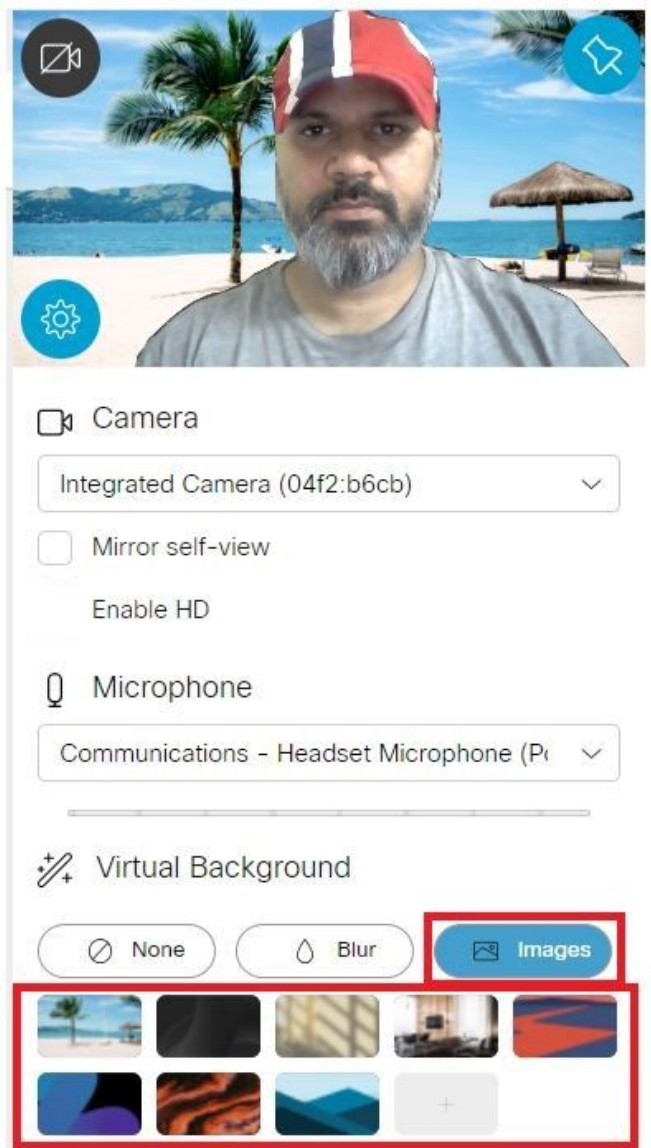 Camera
Integrated Camera (04f2:b6cb)
Mirror self-view
Enable HD
Microphone
Communications - Headset Microphone (Po
Virtual Background
None
Blur
Images